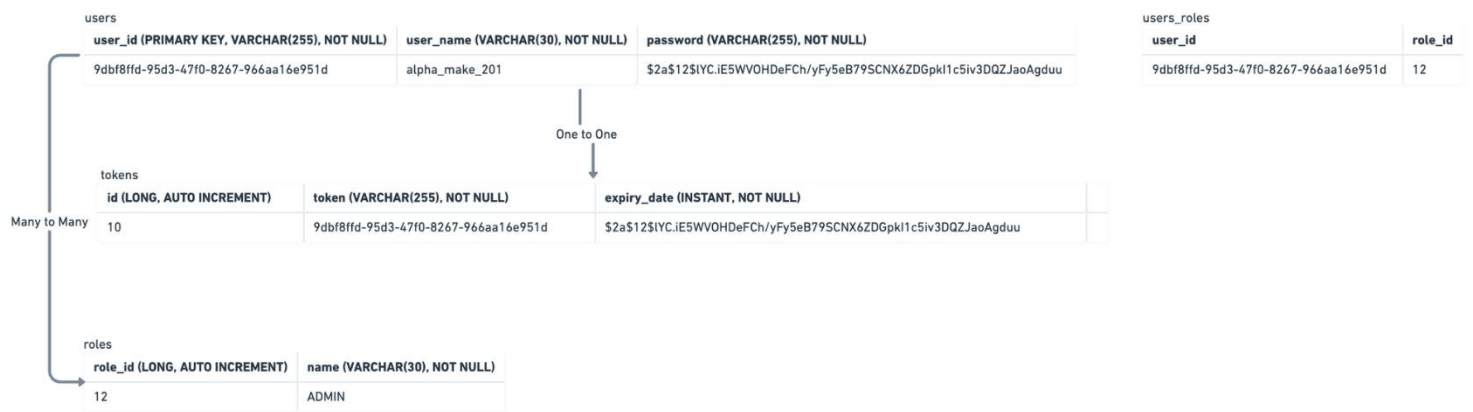 users
user_id (PRIMARY KEY, VARCHAR(255), NOT NULL) user_name (VARCHAR(30), NOT NULL) password (VARCHAR(255), NOT NULL)
9dbf8ffd-95d3-47f0-8267-966aa16e951d alpha_make_201 $2a$12$lYC.iE5WVOHDeFCh/yFy5eB79SCNX6ZDGpkI1c5iv3DQZJaoAgduu
users_roles
user_id role_id
9dbf8ffd-95d3-47f0-8267-966aa16e951d 12
One to One
tokens
id (LONG, AUTO INCREMENT) token (VARCHAR(255), NOT NULL) expiry_date (INSTANT, NOT NULL)
10 9dbf8ffd-95d3-47f0-8267-966aa16e951d $2a$12$lYC.iE5WVOHDeFCh/yFy5eB79SCNX6ZDGpkI1c5iv3DQZJaoAgduu
Many to Many
roles
role_id (LONG, AUTO INCREMENT) name (VARCHAR(30), NOT NULL)
12 ADMIN